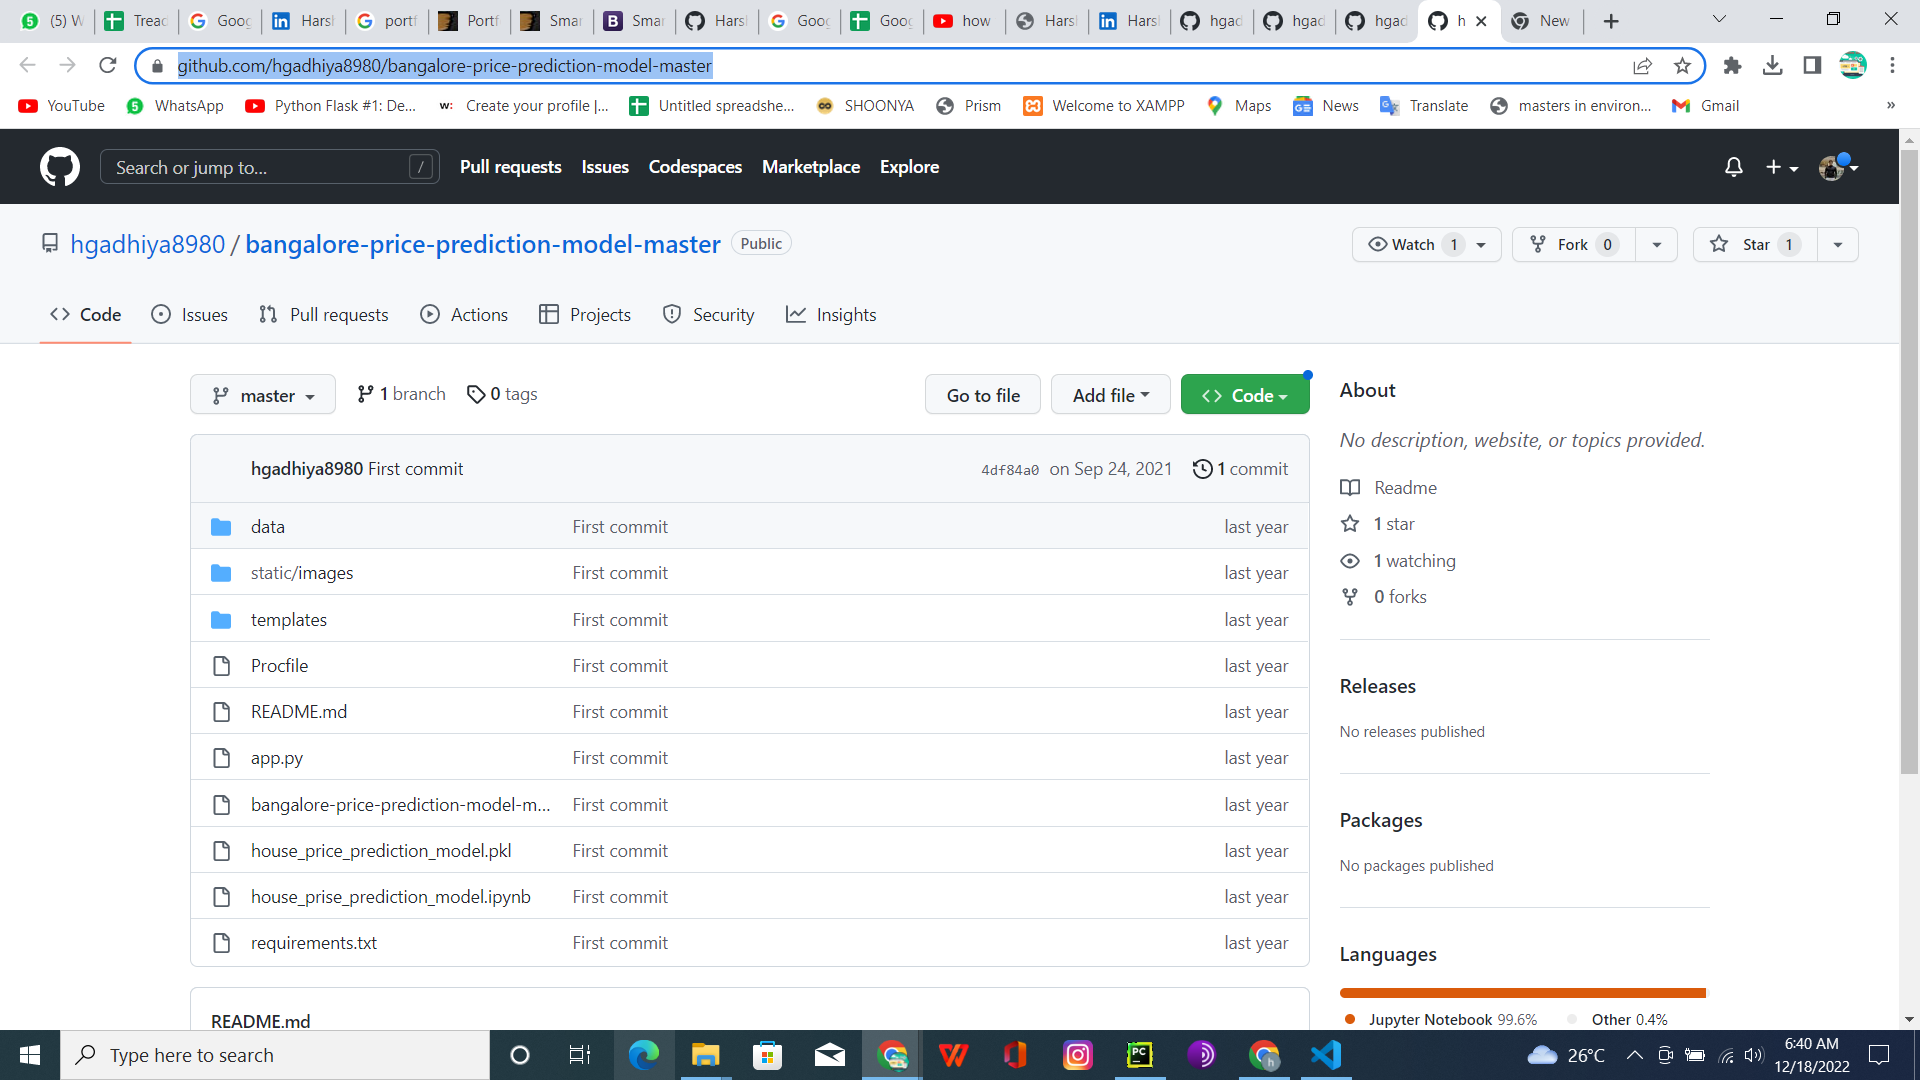 (5) W Treac Goog Harsh portf Portf Smar Smar Harsh Goog Goog how Harsh Harsh hgad hgad hgad h New
github.com/hgadhiya8980/bangalore-price-prediction-model-master
YouTube WhatsApp Python Flask #1: De... Create your profile |... Untitled spreadshe... SHOONYA Prism Welcome to XAMPP Maps News Translate masters in environ... Gmail »
Search or jump to... / Pull requests Issues Codespaces Marketplace Explore
hgadhiya8980 / bangalore-price-prediction-model-master Public Watch 1 Fork 0 Star 1
Code Issues Pull requests Actions Projects Security Insights
master 1 branch 0 tags Go to file Add file Code
hgadhiya8980 First commit 4df84a0 on Sep 24, 2021 1 commit
data First commit last year
static/images First commit last year
templates First commit last year
Procfile First commit last year
README.md First commit last year
app.py First commit last year
bangalore-price-prediction-model-m... First commit last year
house_price_prediction_model.pkl First commit last year
house_prise_prediction_model.ipynb First commit last year
requirements.txt First commit last year
README.md
About
No description, website, or topics provided.
Readme
1 star
1 watching
0 forks
Releases
No releases published
Packages
No packages published
Languages
Jupyter Notebook 99.6% Other 0.4%
Type here to search 26°C 6:40 AM
12/18/2022